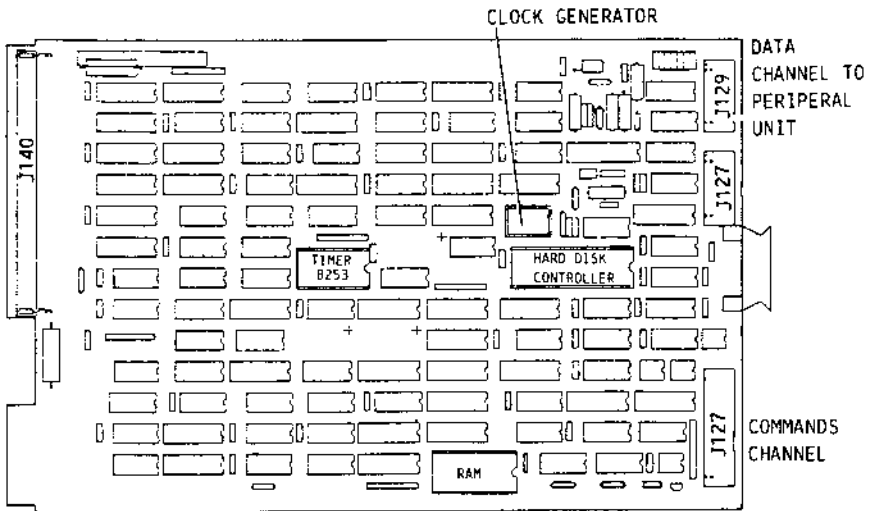 CLOCK GENERATOR
DATA
CHANNEL TO
PERIPERAL
UNIT
J129
J140
J127
TIMER
8253
HARD DISK
CONTROLLER
J127
COMMANDS
CHANNEL
RAM